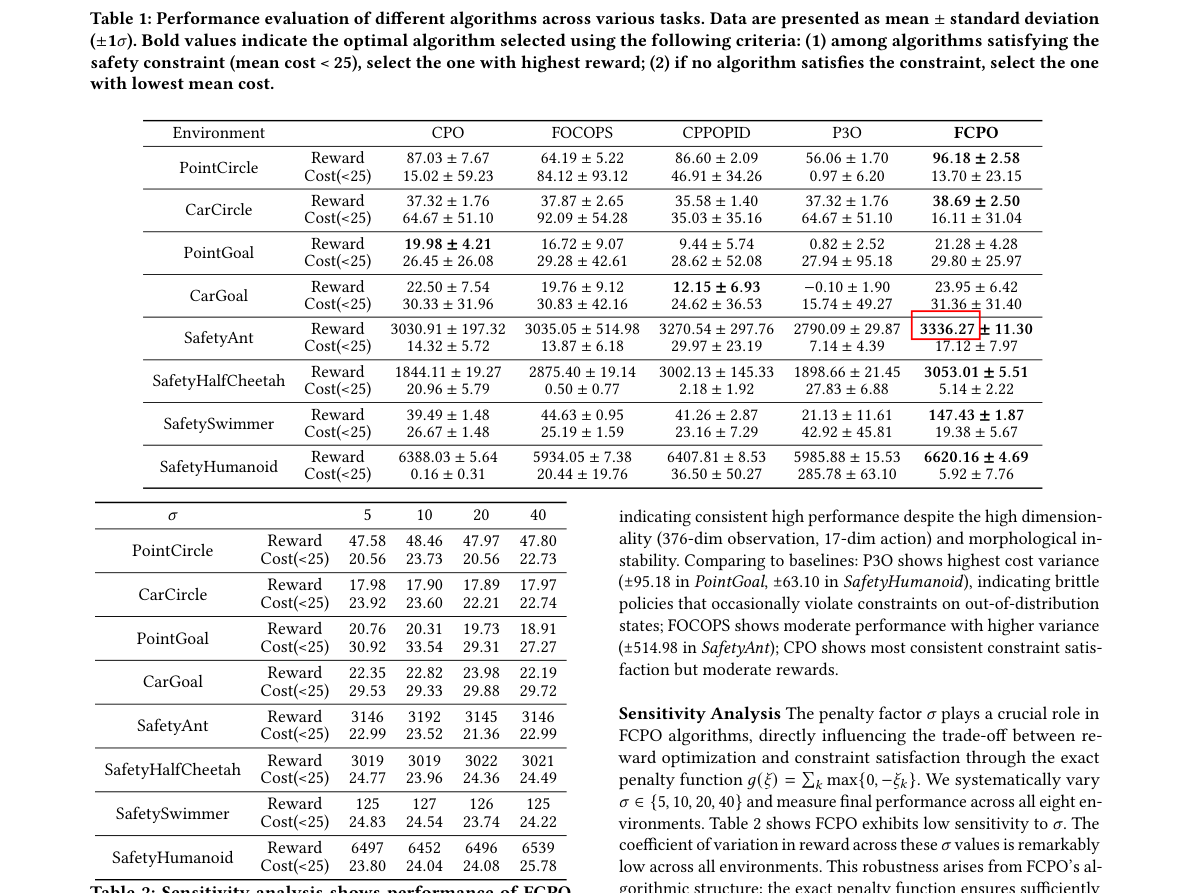 Table 1: Performance evaluation of different algorithms across various tasks. Data are presented as mean ± standard deviation
(±1σ). Bold values indicate the optimal algorithm selected using the following criteria: (1) among algorithms satisfying the
safety constraint (mean cost < 25), select the one with highest reward; (2) if no algorithm satisfies the constraint, select the one
with lowest mean cost.
Environment CPO FOCOPS CPPOPID P3O FCPO
PointCircle
Reward 87.03 ± 7.67 64.19 ± 5.22 86.60 ± 2.09 56.06 ± 1.70 96.18 ± 2.58
Cost(<25) 15.02 ± 59.23 84.12 ± 93.12 46.91 ± 34.26 0.97 ± 6.20 13.70 ± 23.15
CarCircle
Reward 37.32 ± 1.76 37.87 ± 2.65 35.58 ± 1.40 37.32 ± 1.76 38.69 ± 2.50
Cost(<25) 64.67 ± 51.10 92.09 ± 54.28 35.03 ± 35.16 64.67 ± 51.10 16.11 ± 31.04
PointGoal
Reward 19.98 ± 4.21 16.72 ± 9.07 9.44 ± 5.74 0.82 ± 2.52 21.28 ± 4.28
Cost(<25) 26.45 ± 26.08 29.28 ± 42.61 28.62 ± 52.08 27.94 ± 95.18 29.80 ± 25.97
CarGoal
Reward 22.50 ± 7.54 19.76 ± 9.12 12.15 ± 6.93 −0.10 ± 1.90 23.95 ± 6.42
Cost(<25) 30.33 ± 31.96 30.83 ± 42.16 24.62 ± 36.53 15.74 ± 49.27 31.36 ± 31.40
SafetyAnt
Reward 3030.91 ± 197.32 3035.05 ± 514.98 3270.54 ± 297.76 2790.09 ± 29.87 3336.27 ± 11.30
Cost(<25) 14.32 ± 5.72 13.87 ± 6.18 29.97 ± 23.19 7.14 ± 4.39 17.12 ± 7.97
SafetyHalfCheetah
Reward 1844.11 ± 19.27 2875.40 ± 19.14 3002.13 ± 145.33 1898.66 ± 21.45 3053.01 ± 5.51
Cost(<25) 20.96 ± 5.79 0.50 ± 0.77 2.18 ± 1.92 27.83 ± 6.88 5.14 ± 2.22
SafetySwimmer
Reward 39.49 ± 1.48 44.63 ± 0.95 41.26 ± 2.87 21.13 ± 11.61 147.43 ± 1.87
Cost(<25) 26.67 ± 1.48 25.19 ± 1.59 23.16 ± 7.29 42.92 ± 45.81 19.38 ± 5.67
SafetyHumanoid
Reward 6388.03 ± 5.64 5934.05 ± 7.38 6407.81 ± 8.53 5985.88 ± 15.53 6620.16 ± 4.69
Cost(<25) 0.16 ± 0.31 20.44 ± 19.76 36.50 ± 50.27 285.78 ± 63.10 5.92 ± 7.76
σ 5 10 20 40
PointCircle
Reward 47.58 48.46 47.97 47.80
Cost(<25) 20.56 23.73 20.56 22.73
CarCircle
Reward 17.98 17.90 17.89 17.97
Cost(<25) 23.92 23.60 22.21 22.74
PointGoal
Reward 20.76 20.31 19.73 18.91
Cost(<25) 30.92 33.54 29.31 27.27
CarGoal
Reward 22.35 22.82 23.98 22.19
Cost(<25) 29.53 29.33 29.88 29.72
SafetyAnt
Reward 3146 3192 3145 3146
Cost(<25) 22.99 23.52 21.36 22.99
SafetyHalfCheetah
Reward 3019 3019 3022 3021
Cost(<25) 24.77 23.96 24.36 24.49
SafetySwimmer
Reward 125 127 126 125
Cost(<25) 24.83 24.54 23.74 24.22
SafetyHumanoid
Reward 6497 6452 6496 6539
Cost(<25) 23.80 24.04 24.08 25.78
Table 2: Sensitivity analysis shows performance of FCPO
indicating consistent high performance despite the high dimension-
ality (376-dim observation, 17-dim action) and morphological in-
stability. Comparing to baselines: P3O shows highest cost variance
(±95.18 in PointGoal, ±63.10 in SafetyHumanoid), indicating brittle
policies that occasionally violate constraints on out-of-distribution
states; FOCOPS shows moderate performance with higher variance
(±514.98 in SafetyAnt); CPO shows most consistent constraint satis-
faction but moderate rewards.
Sensitivity Analysis The penalty factor σ plays a crucial role in
FCPO algorithms, directly influencing the trade-off between re-
ward optimization and constraint satisfaction through the exact
penalty function g(ξ) = ∑k max{0, −ξk}. We systematically vary
σ ∈ {5, 10, 20, 40} and measure final performance across all eight en-
vironments. Table 2 shows FCPO exhibits low sensitivity to σ. The
coefficient of variation in reward across these σ values is remarkably
low across all environments. This robustness arises from FCPO's al-
gorithmic structure: the exact penalty function ensures sufficiently